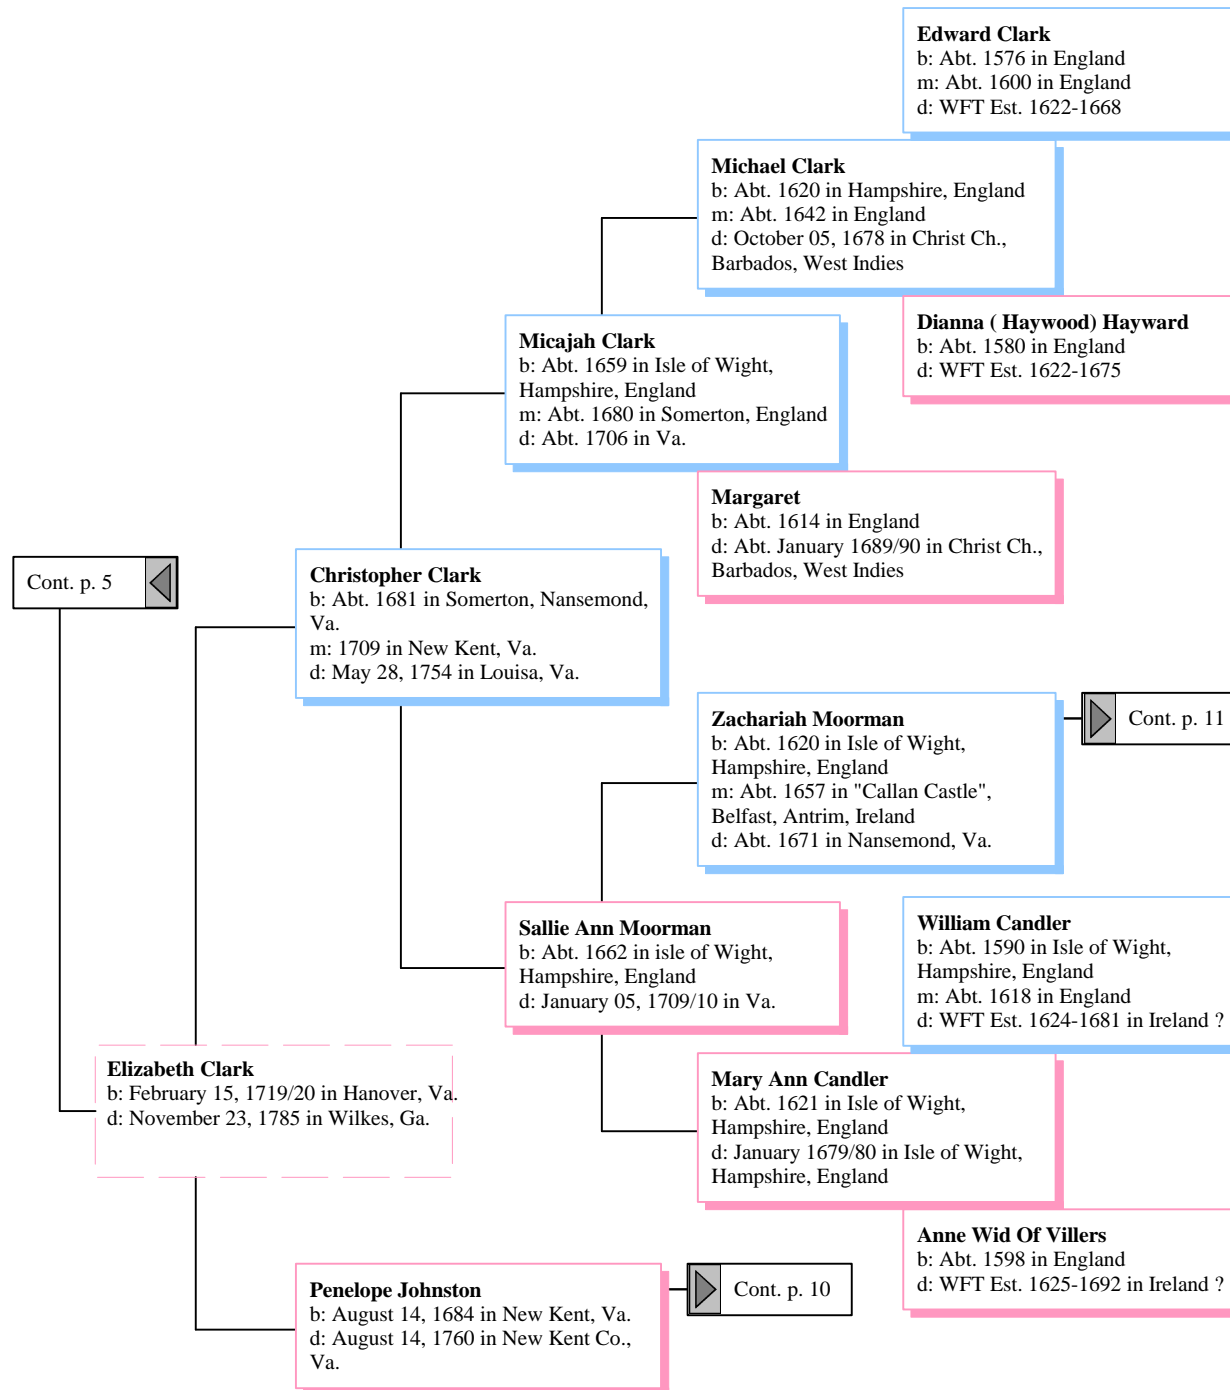 Edward Clark
b: Abt. 1576 in England
m: Abt. 1600 in England
d: WFT Est. 1622-1668
Michael Clark
b: Abt. 1620 in Hampshire, England
m: Abt. 1642 in England
d: October 05, 1678 in Christ Ch.,
Barbados, West Indies
Dianna ( Haywood) Hayward
b: Abt. 1580 in England
d: WFT Est. 1622-1675
Micajah Clark
b: Abt. 1659 in Isle of Wight,
Hampshire, England
m: Abt. 1680 in Somerton, England
d: Abt. 1706 in Va.
Margaret
b: Abt. 1614 in England
d: Abt. January 1689/90 in Christ Ch.,
Barbados, West Indies
Cont. p. 5
Christopher Clark
b: Abt. 1681 in Somerton, Nansemond,
Va.
m: 1709 in New Kent, Va.
d: May 28, 1754 in Louisa, Va.
Zachariah Moorman
b: Abt. 1620 in Isle of Wight,
Hampshire, England
m: Abt. 1657 in "Callan Castle",
Belfast, Antrim, Ireland
d: Abt. 1671 in Nansemond, Va.
Cont. p. 11
Sallie Ann Moorman
b: Abt. 1662 in isle of Wight,
Hampshire, England
d: January 05, 1709/10 in Va.
William Candler
b: Abt. 1590 in Isle of Wight,
Hampshire, England
m: Abt. 1618 in England
d: WFT Est. 1624-1681 in Ireland ?
Elizabeth Clark
b: February 15, 1719/20 in Hanover, Va.
d: November 23, 1785 in Wilkes, Ga.
Mary Ann Candler
b: Abt. 1621 in Isle of Wight,
Hampshire, England
d: January 1679/80 in Isle of Wight,
Hampshire, England
Anne Wid Of Villers
b: Abt. 1598 in England
d: WFT Est. 1625-1692 in Ireland ?
Penelope Johnston
b: August 14, 1684 in New Kent, Va.
d: August 14, 1760 in New Kent Co.,
Va.
Cont. p. 10